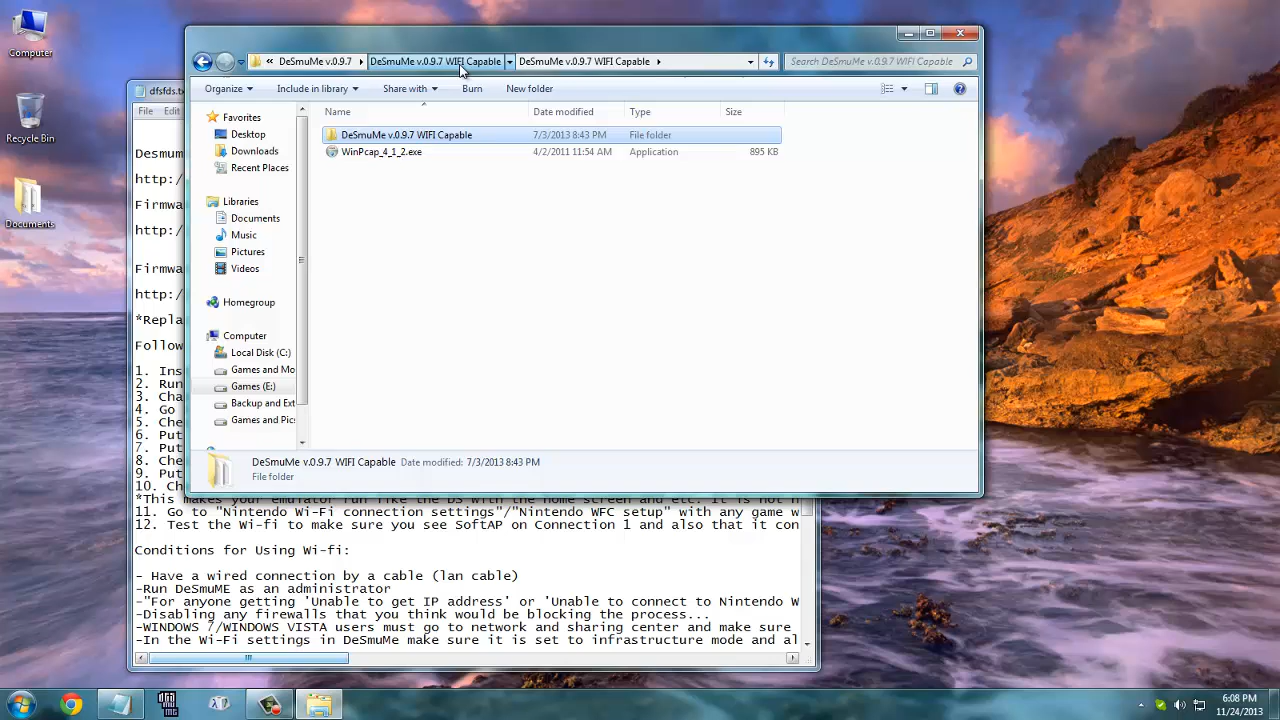 Computer
Recycle Bin
Documents
« DeSmuMe v.0.9.7 DeSmuMe v.0.9.7 WIFI Capable DeSmuMe v.0.9.7 WIFI Capable
Search DeSmuMe v.0.9.7 WIFI Capable
Organize Include in library Share with Burn New folder
Favorites
Desktop
Downloads
Recent Places
Libraries
Documents
Music
Pictures
Videos
Homegroup
Computer
Local Disk (C:)
Games and Mo
Games (E:)
Backup and Ext
Games and Pic
Name Date modified Type Size
DeSmuMe v.0.9.7 WIFI Capable 7/3/2013 8:43 PM File folder
WinPcap_4_1_2.exe 4/2/2011 11:54 AM Application 895 KB
DeSmuMe v.0.9.7 WIFI Capable Date modified: 7/3/2013 8:43 PM
File folder
dfsfds.tx
File Edit
Desmum
http:/
Firmwa
http:/
Firmwa
http:/
*Repla
Follow
1. Ins
2. Run
3. Cha
4. Go
5. Che
6. Put
7. Put
8. Che
9. Put
10. Ch
*This makes your emulator run like the DS with the home screen and etc. It is not n
11. Go to "Nintendo Wi-Fi connection settings"/"Nintendo WFC setup" with any game w
12. Test the Wi-fi to make sure you see SoftAP on Connection 1 and also that it con
Conditions for Using Wi-fi:
- Have a wired connection by a cable (lan cable)
-Run DeSmuME as an administrator
-"For anyone getting 'Unable to get IP address' or 'Unable to connect to Nintendo W
-Disabling any firewalls that you think would be blocking the process...
-WINDOWS 7/WINDOWS VISTA users must go to network and sharing center and make sure
-In the Wi-Fi settings in DeSmuMe make sure it is set to infrastructure mode and al
6:08 PM
11/24/2013